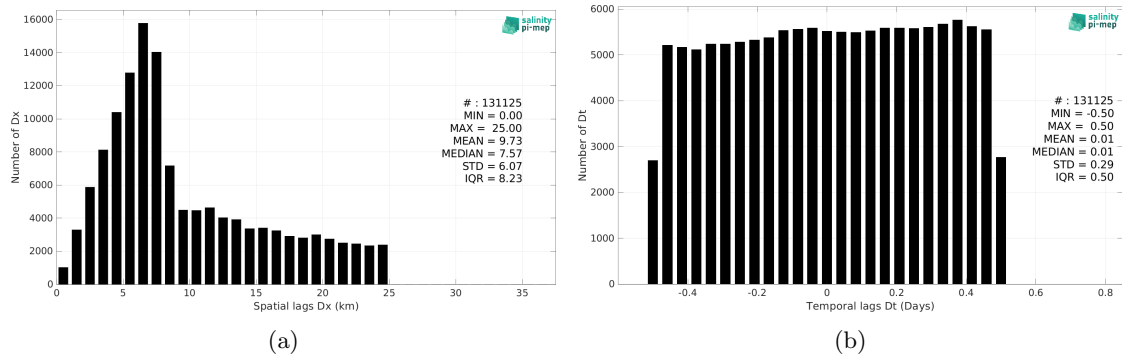 salinity
pi-mep
Number of Dx
16000
14000
12000
10000
8000
6000
4000
2000
0
# : 131125
MIN = 0.00
MAX = 25.00
MEAN = 9.73
MEDIAN = 7.57
STD = 6.07
IQR = 8.23
0 5 10 15 20 25 30 35
Spatial lags Dx (km)
(a)
salinity
pi-mep
Number of Dt
6000
5000
4000
3000
2000
1000
0
# : 131125
MIN = -0.50
MAX = 0.50
MEAN = 0.01
MEDIAN = 0.01
STD = 0.29
IQR = 0.50
-0.4 -0.2 0 0.2 0.4 0.6 0.8
Temporal lags Dt (Days)
(b)